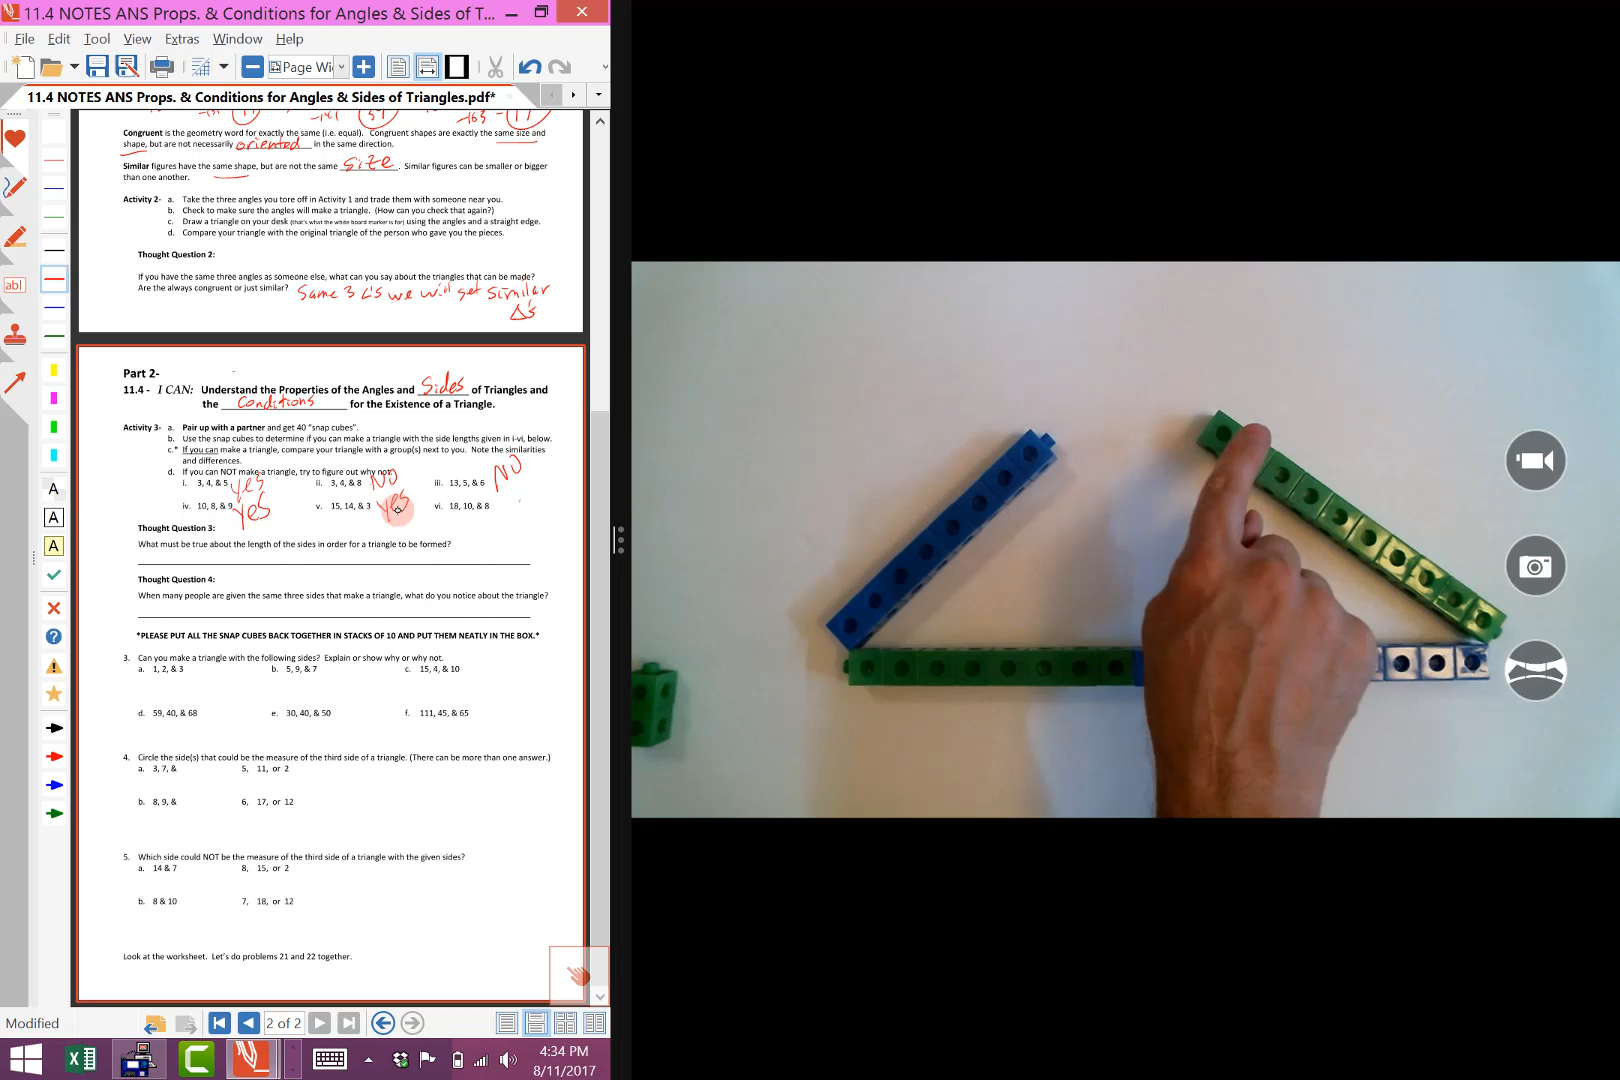 11.4 NOTES ANS Props. & Conditions for Angles & Sides of T...
File Edit Tool View Extras Window Help
Page Wi
11.4 NOTES ANS Props. & Conditions for Angles & Sides of Triangles.pdf*
Congruent is the geometry word for exactly the same (i.e. equal). Congruent shapes are exactly the same size and
shape, but are not necessarily oriented in the same direction.
Similar figures have the same shape, but are not the same size. Similar figures can be smaller or bigger
than one another.
Activity 2- a. Take the three angles you tore off in Activity 1 and trade them with someone near you.
b. Check to make sure the angles will make a triangle. (How can you check that again?)
c. Draw a triangle on your desk (that's what the white board marker is for) using the angles and a straight edge.
d. Compare your triangle with the original triangle of the person who gave you the pieces.
Thought Question 2:
If you have the same three angles as someone else, what can you say about the triangles that can be made?
Are the always congruent or just similar? Same 3 ∠'s we will get similar
Δ's
Part 2-
11.4 - I CAN: Understand the Properties of the Angles and Sides of Triangles and
the Conditions for the Existence of a Triangle.
Activity 3- a. Pair up with a partner and get 40 "snap cubes".
b. Use the snap cubes to determine if you can make a triangle with the side lengths given in i-vi, below.
c.* If you can make a triangle, compare your triangle with a group(s) next to you. Note the similarities
and differences.
d. If you can NOT make a triangle, try to figure out why not.
i. 3, 4, & 5 yes ii. 3, 4, & 8 NO iii. 13, 5, & 6 NO
iv. 10, 8, & 9 yes v. 15, 14, & 3 yes vi. 18, 10, & 8
Thought Question 3:
What must be true about the length of the sides in order for a triangle to be formed?
Thought Question 4:
When many people are given the same three sides that make a triangle, what do you notice about the triangle?
*PLEASE PUT ALL THE SNAP CUBES BACK TOGETHER IN STACKS OF 10 AND PUT THEM NEATLY IN THE BOX.*
3. Can you make a triangle with the following sides? Explain or show why or why not.
a. 1, 2, & 3 b. 5, 9, & 7 c. 15, 4, & 10
d. 59, 40, & 68 e. 30, 40, & 50 f. 111, 45, & 65
4. Circle the side(s) that could be the measure of the third side of a triangle. (There can be more than one answer.)
a. 3, 7, & 5, 11, or 2
b. 8, 9, & 6, 17, or 12
5. Which side could NOT be the measure of the third side of a triangle with the given sides?
a. 14 & 7 8, 15, or 2
b. 8 & 10 7, 18, or 12
Look at the worksheet. Let's do problems 21 and 22 together.
abI
A
A
A
Modified
2 of 2
4:34 PM
8/11/2017